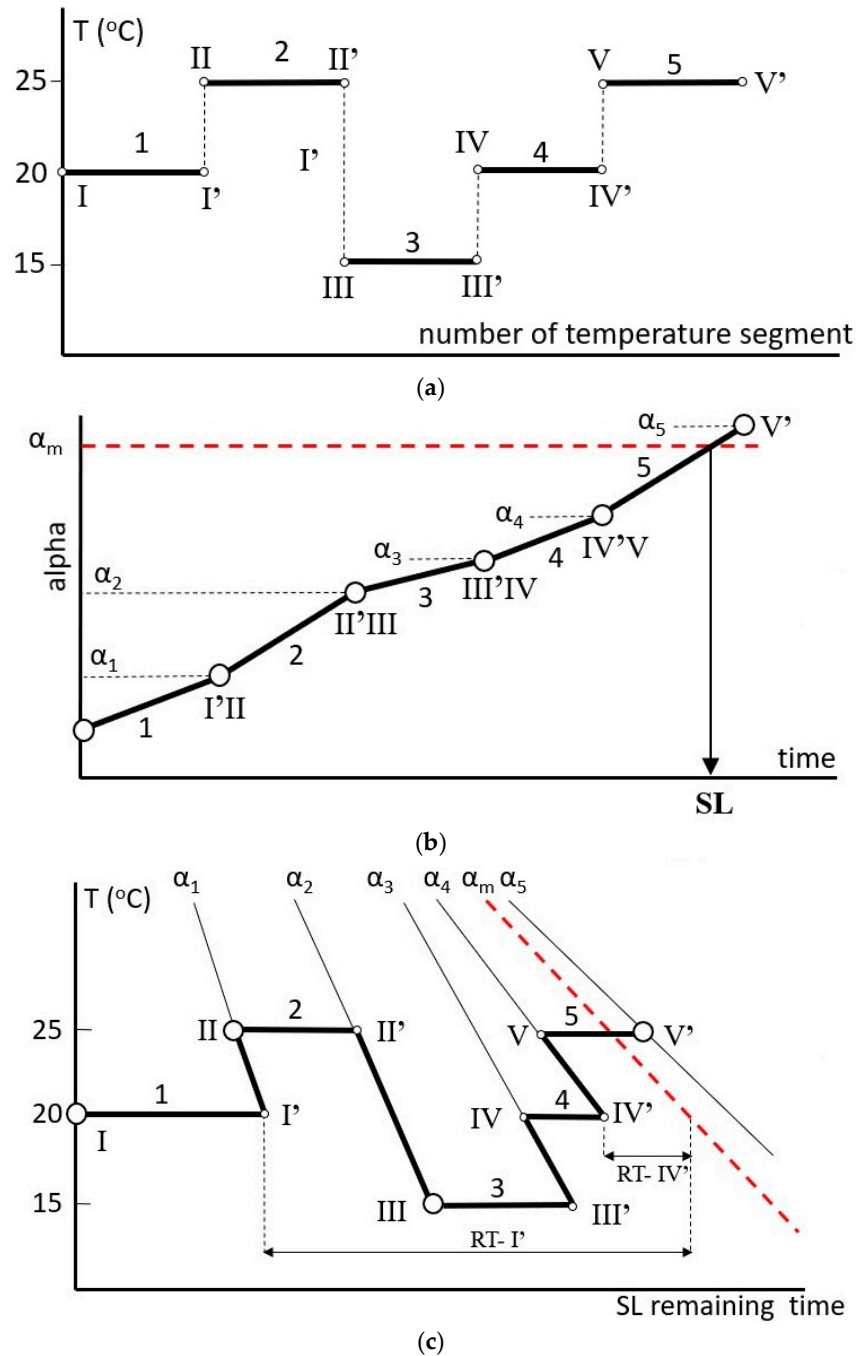 T (°C)
II 2 II' V 5 V'
25
1 I' IV 4
20
I I' IV'
3
15
III III'
number of temperature segment
(a)
α₅ V'
αₘ
5
α₄
alpha
α₃ IV'V
α₂ 4
III'IV
3
II'III
α₁ 2
I'II
1
time
SL
(b)
α₁ α₂ α₃ α₄ αₘ α₅
T (°C)
2 5
25 II II' V V'
1 4
20 I I' IV IV'
RT- IV'
3
15 III III'
RT- I'
SL remaining time
(c)